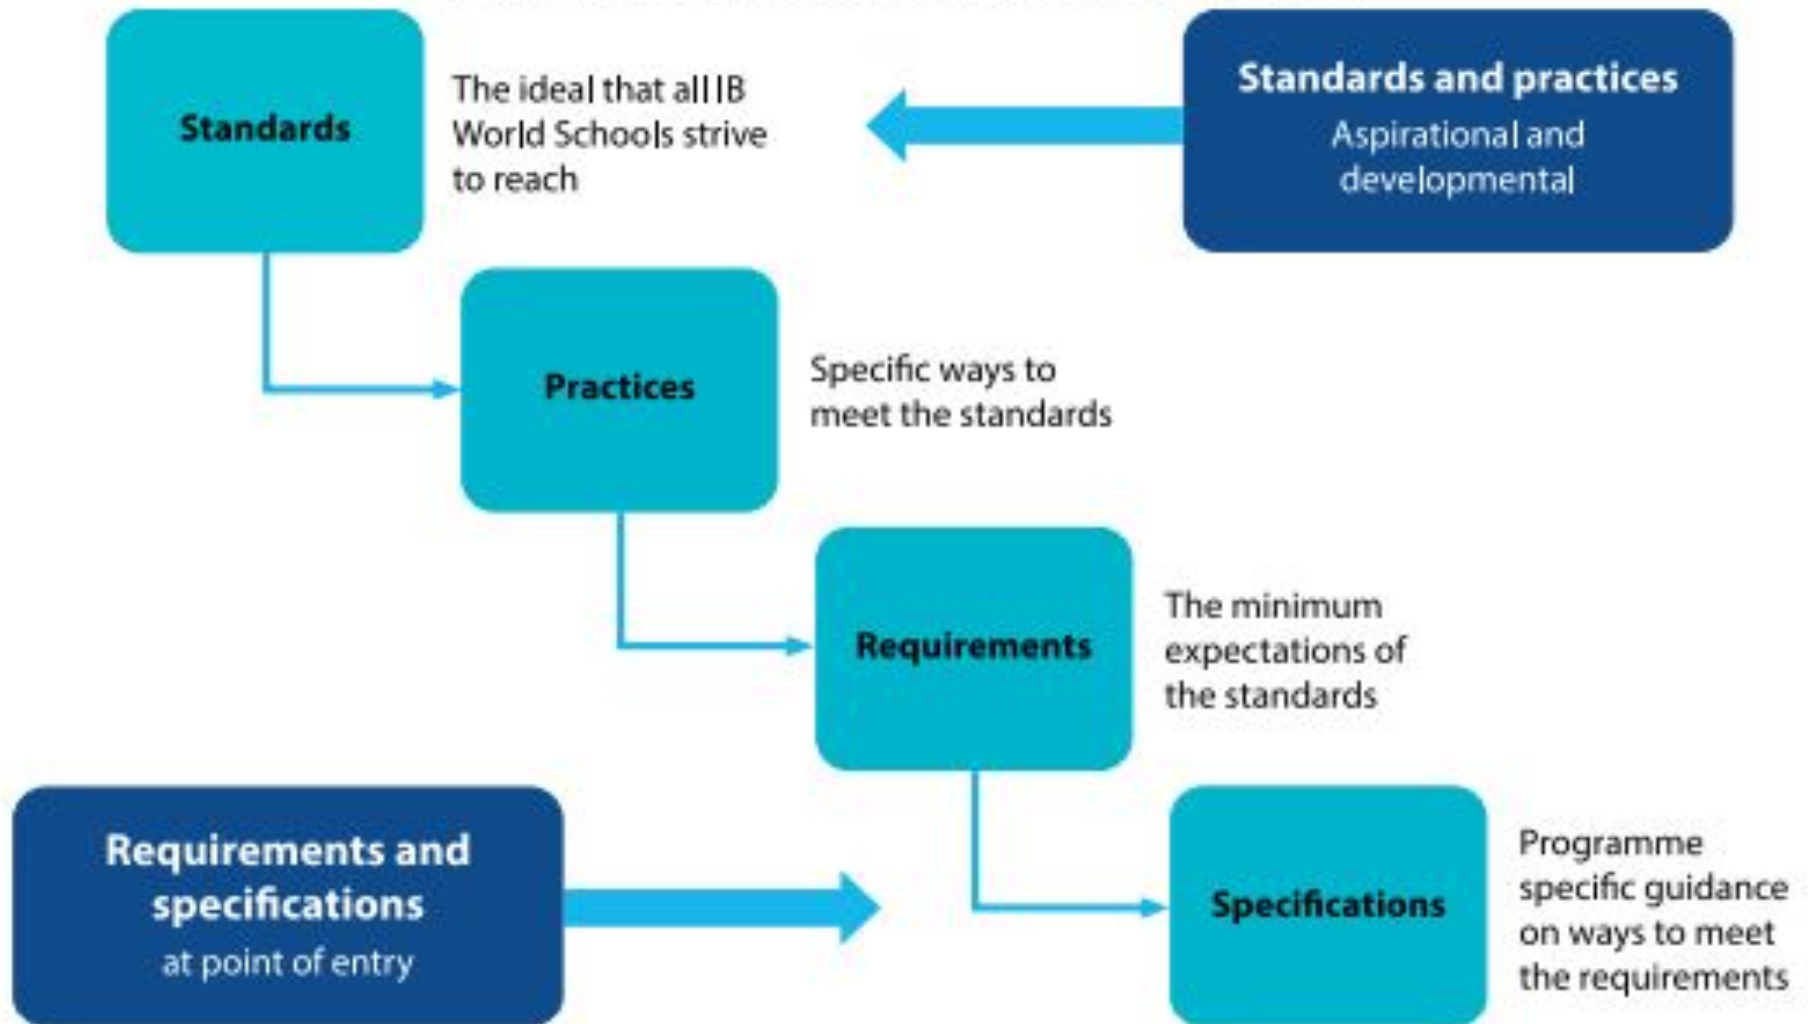 Standards
The ideal that all IB
World Schools strive
to reach
Standards and practices
Aspirational and
developmental
Practices
Specific ways to
meet the standards
Requirements
The minimum
expectations of
the standards
Requirements and
specifications
at point of entry
Specifications
Programme
specific guidance
on ways to meet
the requirements